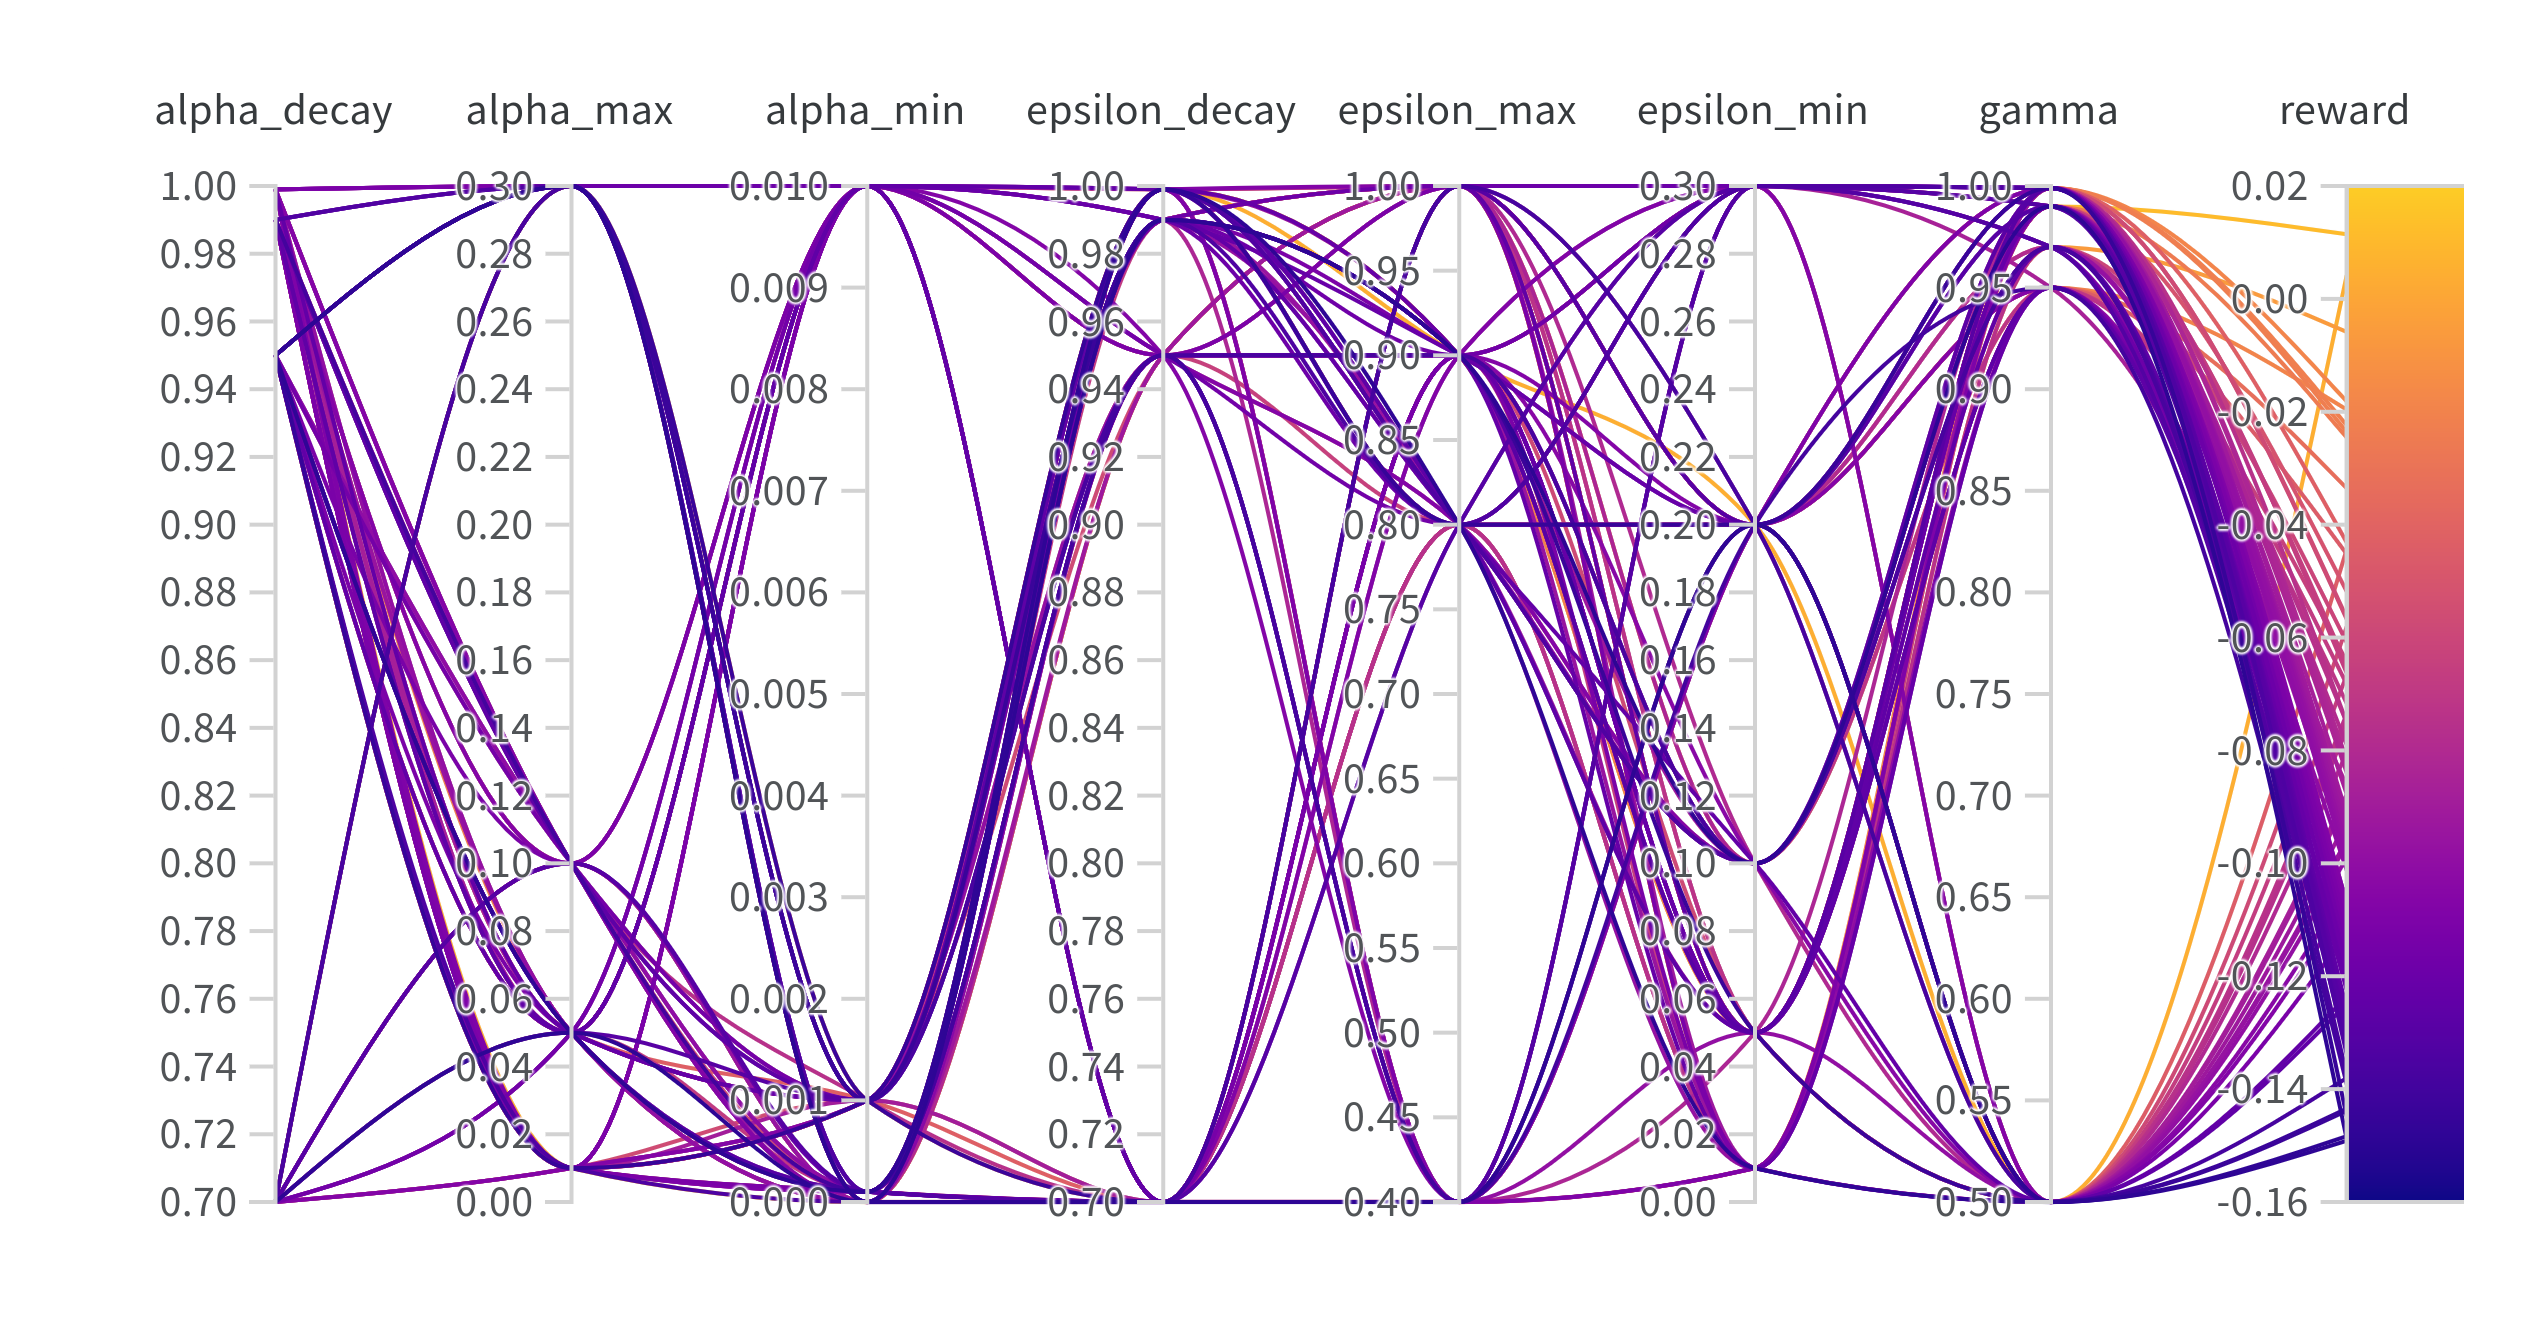 alpha_decay alpha_max alpha_min epsilon_decay epsilon_max epsilon_min gamma reward
1.00 0.30 0.010 1.00 1.00 0.30 1.00 0.02
0.98 0.28 0.98 0.28
0.95
0.009 0.95 0.00
0.96 0.26 0.96 0.26
0.90
0.94 0.24 0.008 0.94 0.24 0.90
-0.02
0.85
0.92 0.22 0.92 0.22
0.007 0.85
0.90 0.20 0.90 0.80 0.20 -0.04
0.88 0.18 0.006 0.88 0.18 0.80
0.75
-0.06
0.86 0.16 0.86 0.16
0.005 0.70 0.75
0.84 0.14 0.84 0.14
-0.08
0.65
0.82 0.12 0.004 0.82 0.12 0.70
0.80 0.10 0.80 0.60 0.10 -0.10
0.003 0.65
0.78 0.08 0.78 0.08
0.55
-0.12
0.76 0.06 0.002 0.76 0.06 0.60
0.50
0.74 0.04 0.74 0.04
-0.14
0.001 0.55
0.45
0.72 0.02 0.72 0.02
0.70 0.00 0.000 0.70 0.40 0.00 0.50 -0.16